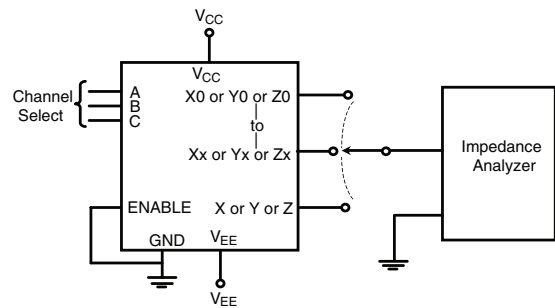 VCC
VCC
Channel
Select
A
B
C
X0 or Y0 or Z0
to
Xx or Yx or Zx
Impedance
Analyzer
ENABLE
X or Y or Z
GND
VEE
VEE